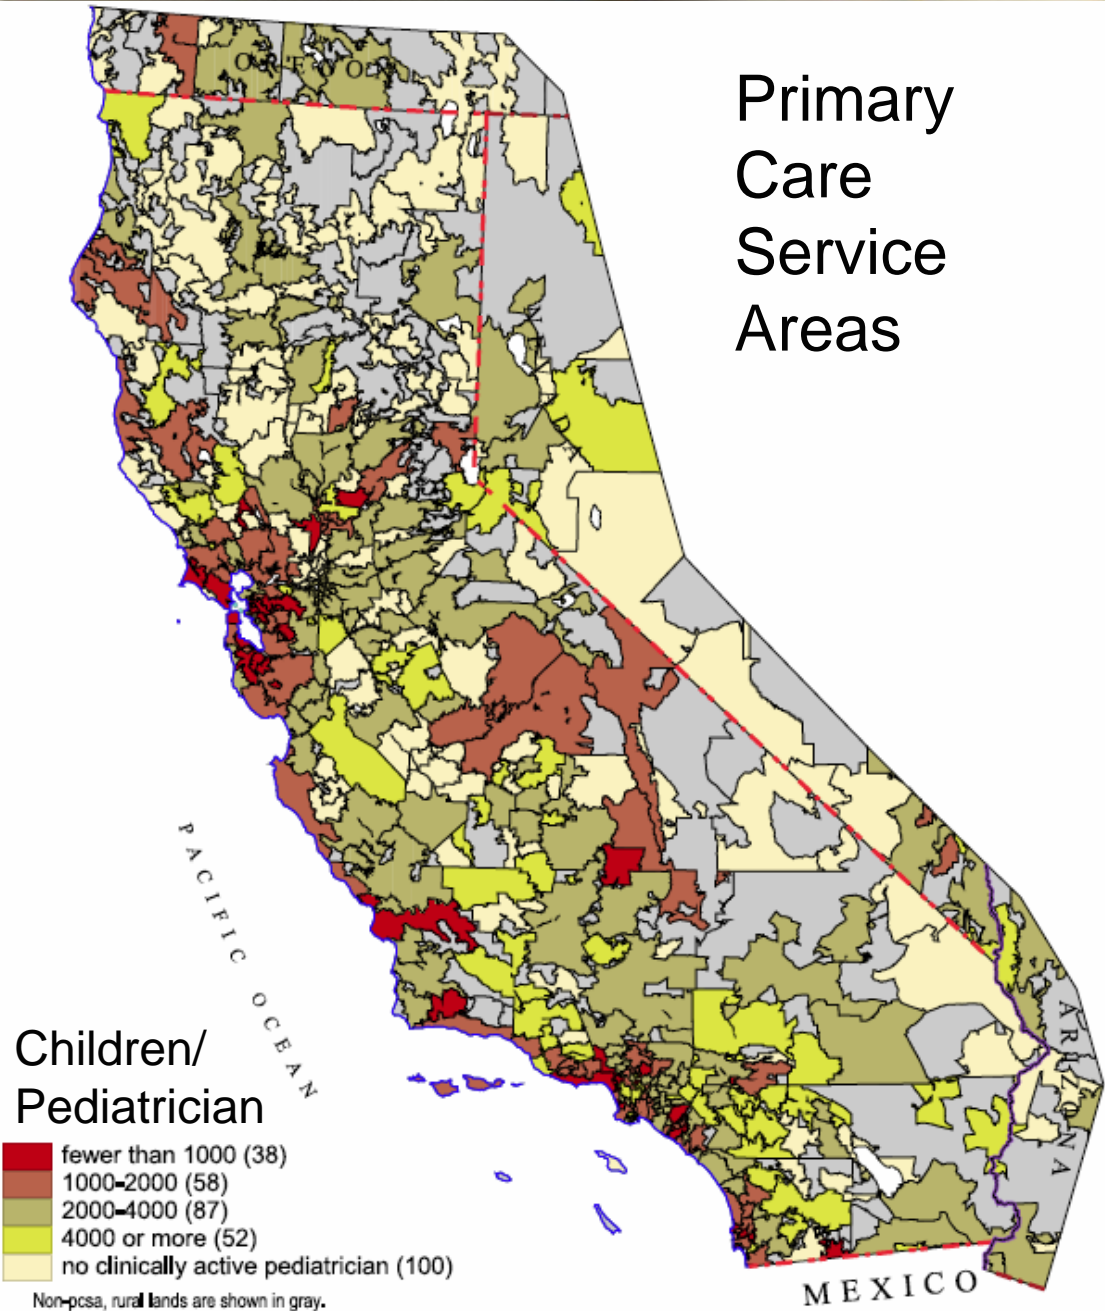 OREGON
Primary
Care
Service
Areas
PACIFIC OCEAN
ARIZONA
Children/
Pediatrician
fewer than 1000 (38)
1000-2000 (58)
2000-4000 (87)
4000 or more (52)
no clinically active pediatrician (100)
Non-pcsa, rural lands are shown in gray.
MEXICO